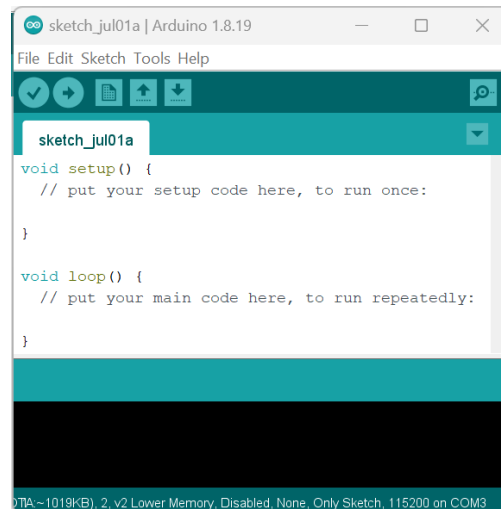 sketch_jul01a | Arduino 1.8.19
File Edit Sketch Tools Help
sketch_jul01a
void setup() {
  // put your setup code here, to run once:
}
void loop() {
  // put your main code here, to run repeatedly:
}
~1019KB), 2, v2 Lower Memory, Disabled, None, Only Sketch, 115200 on COM3